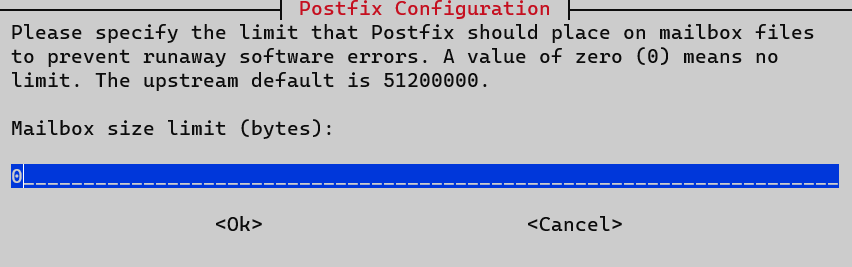 Postfix Configuration
Please specify the limit that Postfix should place on mailbox files
to prevent runaway software errors. A value of zero (0) means no
limit. The upstream default is 51200000.
Mailbox size limit (bytes):
0_____________________________________________________________________
<Ok> <Cancel>